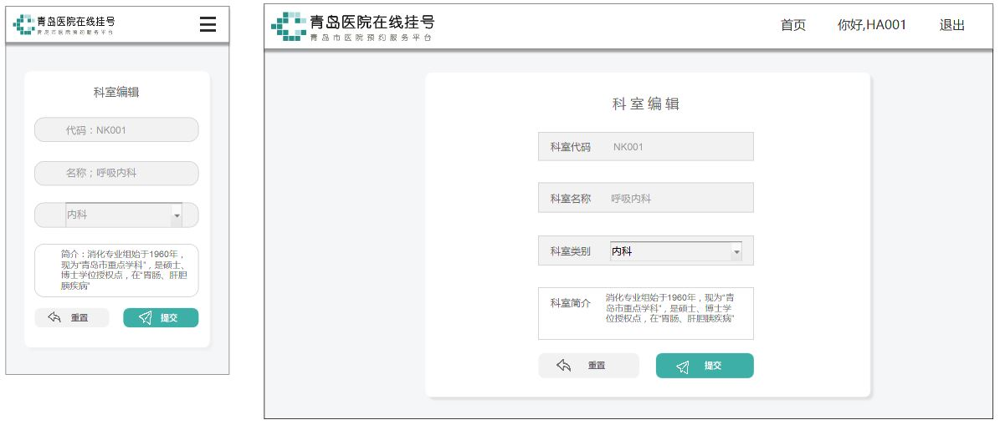 青岛医院在线挂号
青岛市医院预约服务平台
科室编辑
代码：NK001
名称；呼吸内科
内科
简介：消化专业组始于1960年，
现为“青岛市重点学科”，是硕士、
博士学位授权点，在“胃肠、肝胆
胰疾病”
重置
提交
青岛医院在线挂号
青岛市医院预约服务平台
首页
你好,HA001
退出
科室编辑
科室代码 NK001
科室名称 呼吸内科
科室类别 内科
科室简介
消化专业组始于1960年，现为“青
岛市重点学科”，是硕士、博士学
位授权点，在“胃肠、肝胆胰疾病”
重置
提交